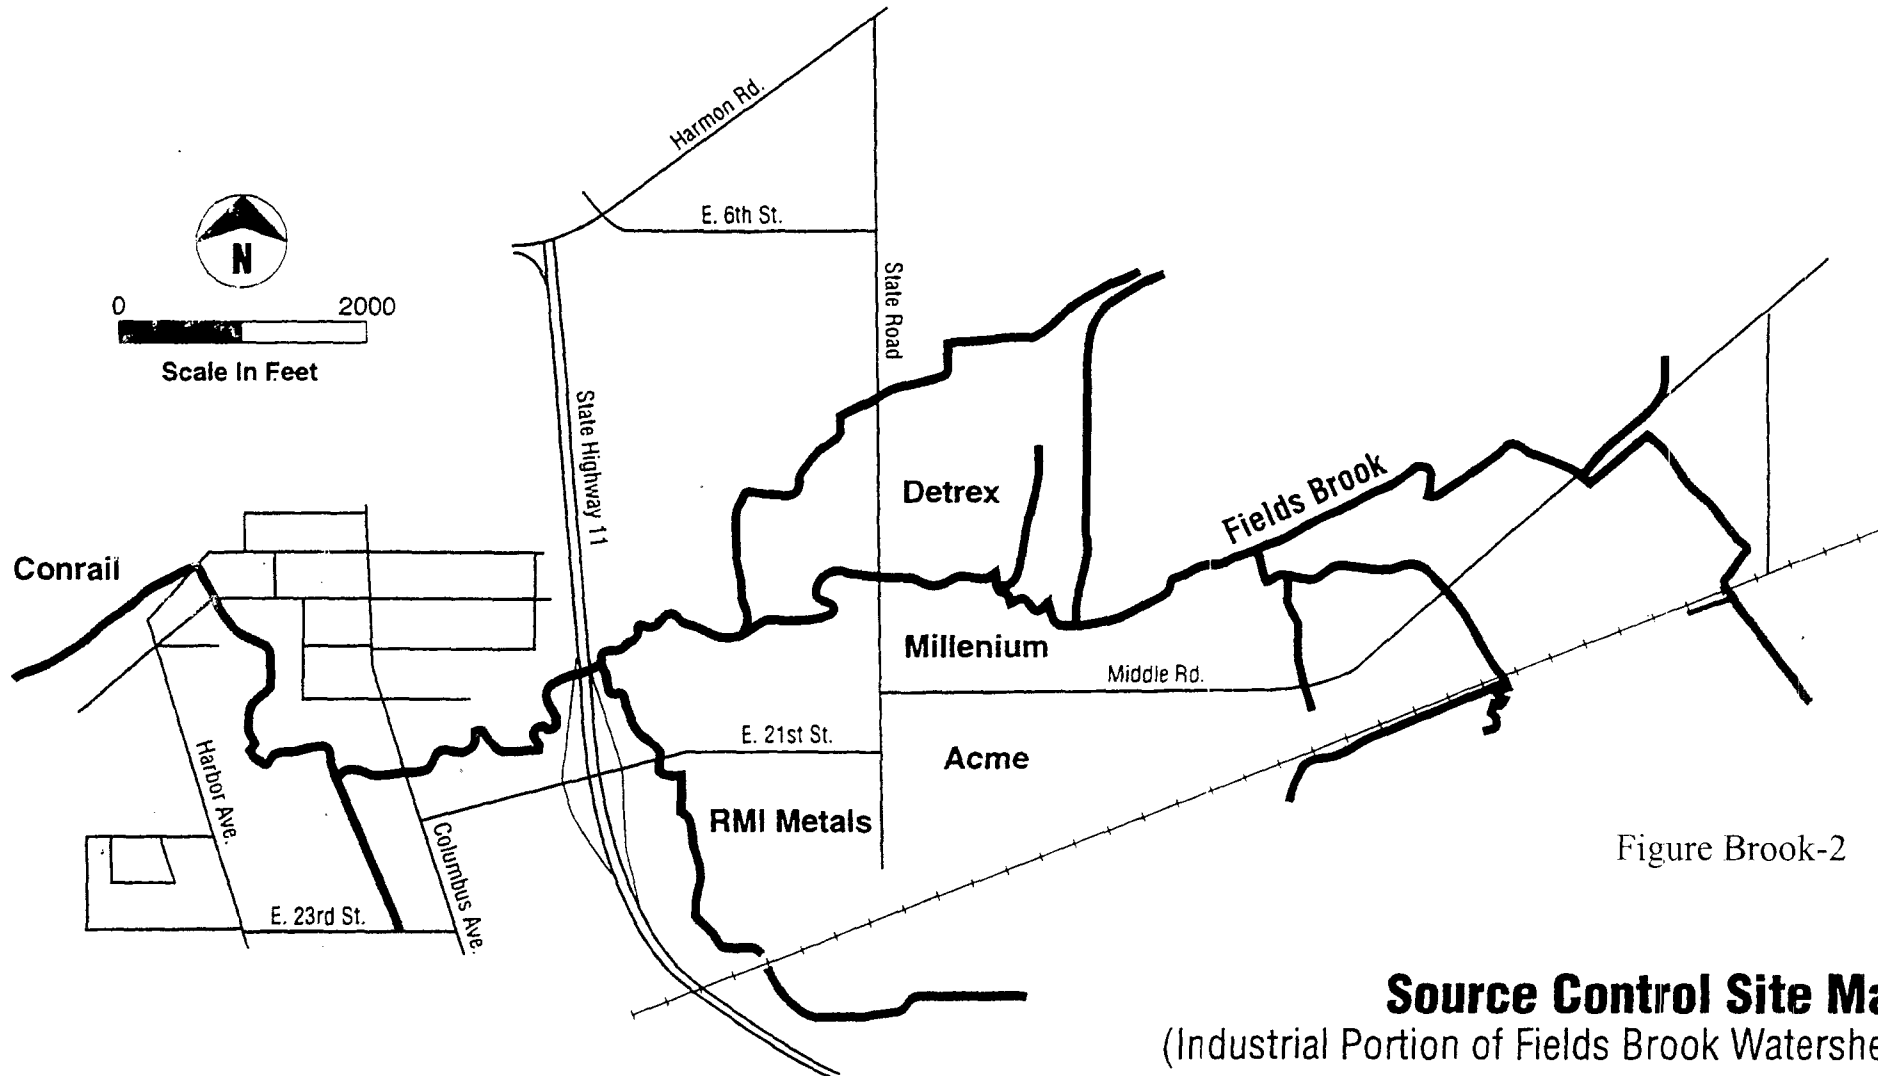 Harmon Rd.
E. 6th St.
N
0 2000
Scale In Feet
State Road
State Highway 11
Detrex
Fields Brook
Conrail
Millenium
Middle Rd.
E. 21st St.
Acme
Harbor Ave.
RMI Metals
Columbus Ave.
Figure Brook-2
E. 23rd St.
Source Control Site Ma
(Industrial Portion of Fields Brook Watershe